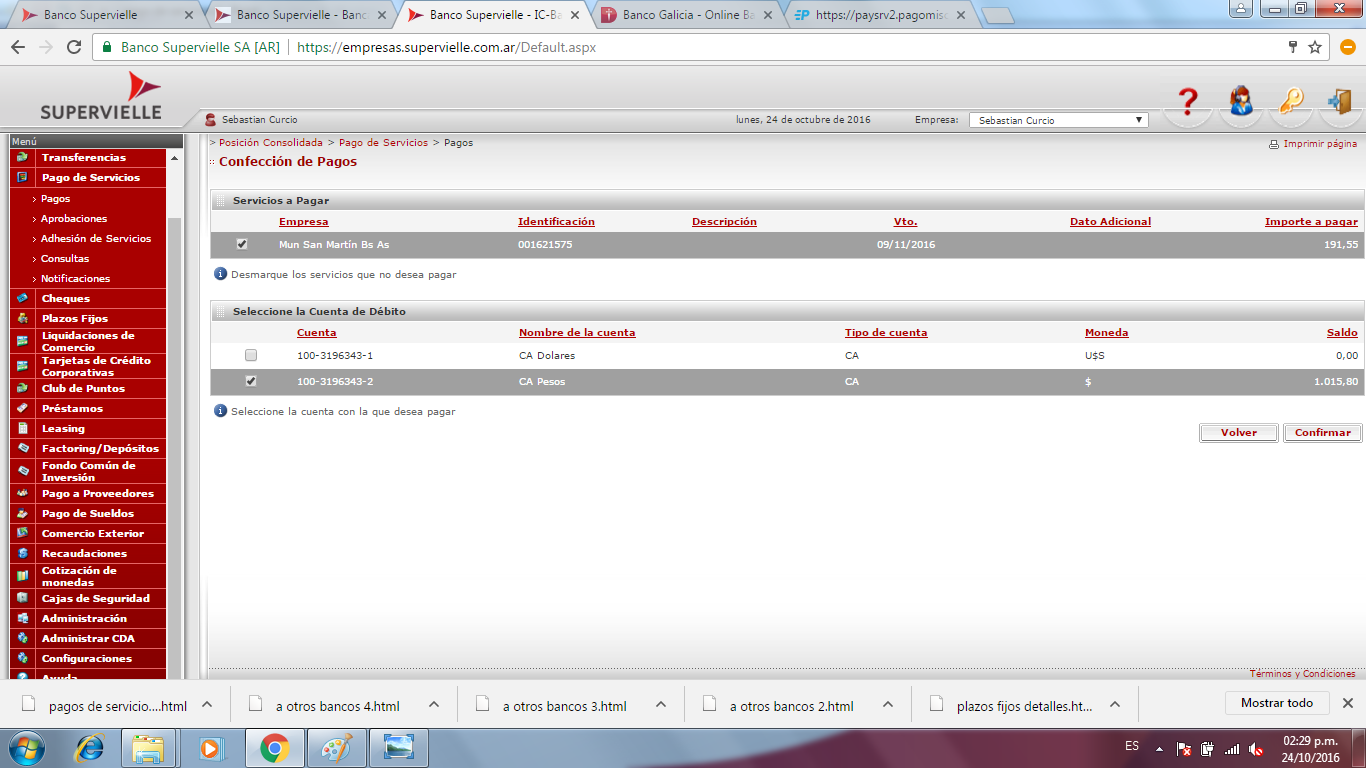 Banco Supervielle
Banco Supervielle - Banc
Banco Supervielle - IC-Ba
Banco Galicia - Online Ba
https://paysrv2.pagomisc
Banco Supervielle SA [AR] https://empresas.supervielle.com.ar/Default.aspx
SUPERVIELLE
Sebastian Curcio lunes, 24 de octubre de 2016 Empresa: Sebastian Curcio
Menú
Transferencias
Pago de Servicios
Pagos
Aprobaciones
Adhesión de Servicios
Consultas
Notificaciones
Cheques
Plazos Fijos
Liquidaciones de
Comercio
Tarjetas de Crédito
Corporativas
Club de Puntos
Préstamos
Leasing
Factoring/Depósitos
Fondo Común de
Inversión
Pago a Proveedores
Pago de Sueldos
Comercio Exterior
Recaudaciones
Cotización de
monedas
Cajas de Seguridad
Administración
Administrar CDA
Configuraciones
Ayuda
> Posición Consolidada > Pago de Servicios > Pagos
Imprimir página
Confección de Pagos
Servicios a Pagar
Empresa Identificación Descripción Vto. Dato Adicional Importe a pagar
Mun San Martín Bs As 001621575 09/11/2016 191,55
Desmarque los servicios que no desea pagar
Seleccione la Cuenta de Débito
Cuenta Nombre de la cuenta Tipo de cuenta Moneda Saldo
100-3196343-1 CA Dolares CA U$S 0,00
100-3196343-2 CA Pesos CA $ 1.015,80
Seleccione la cuenta con la que desea pagar
Volver Confirmar
Términos y Condiciones
pagos de servicio....html
a otros bancos 4.html
a otros bancos 3.html
a otros bancos 2.html
plazos fijos detalles.ht...
Mostrar todo
ES
02:29 p.m.
24/10/2016